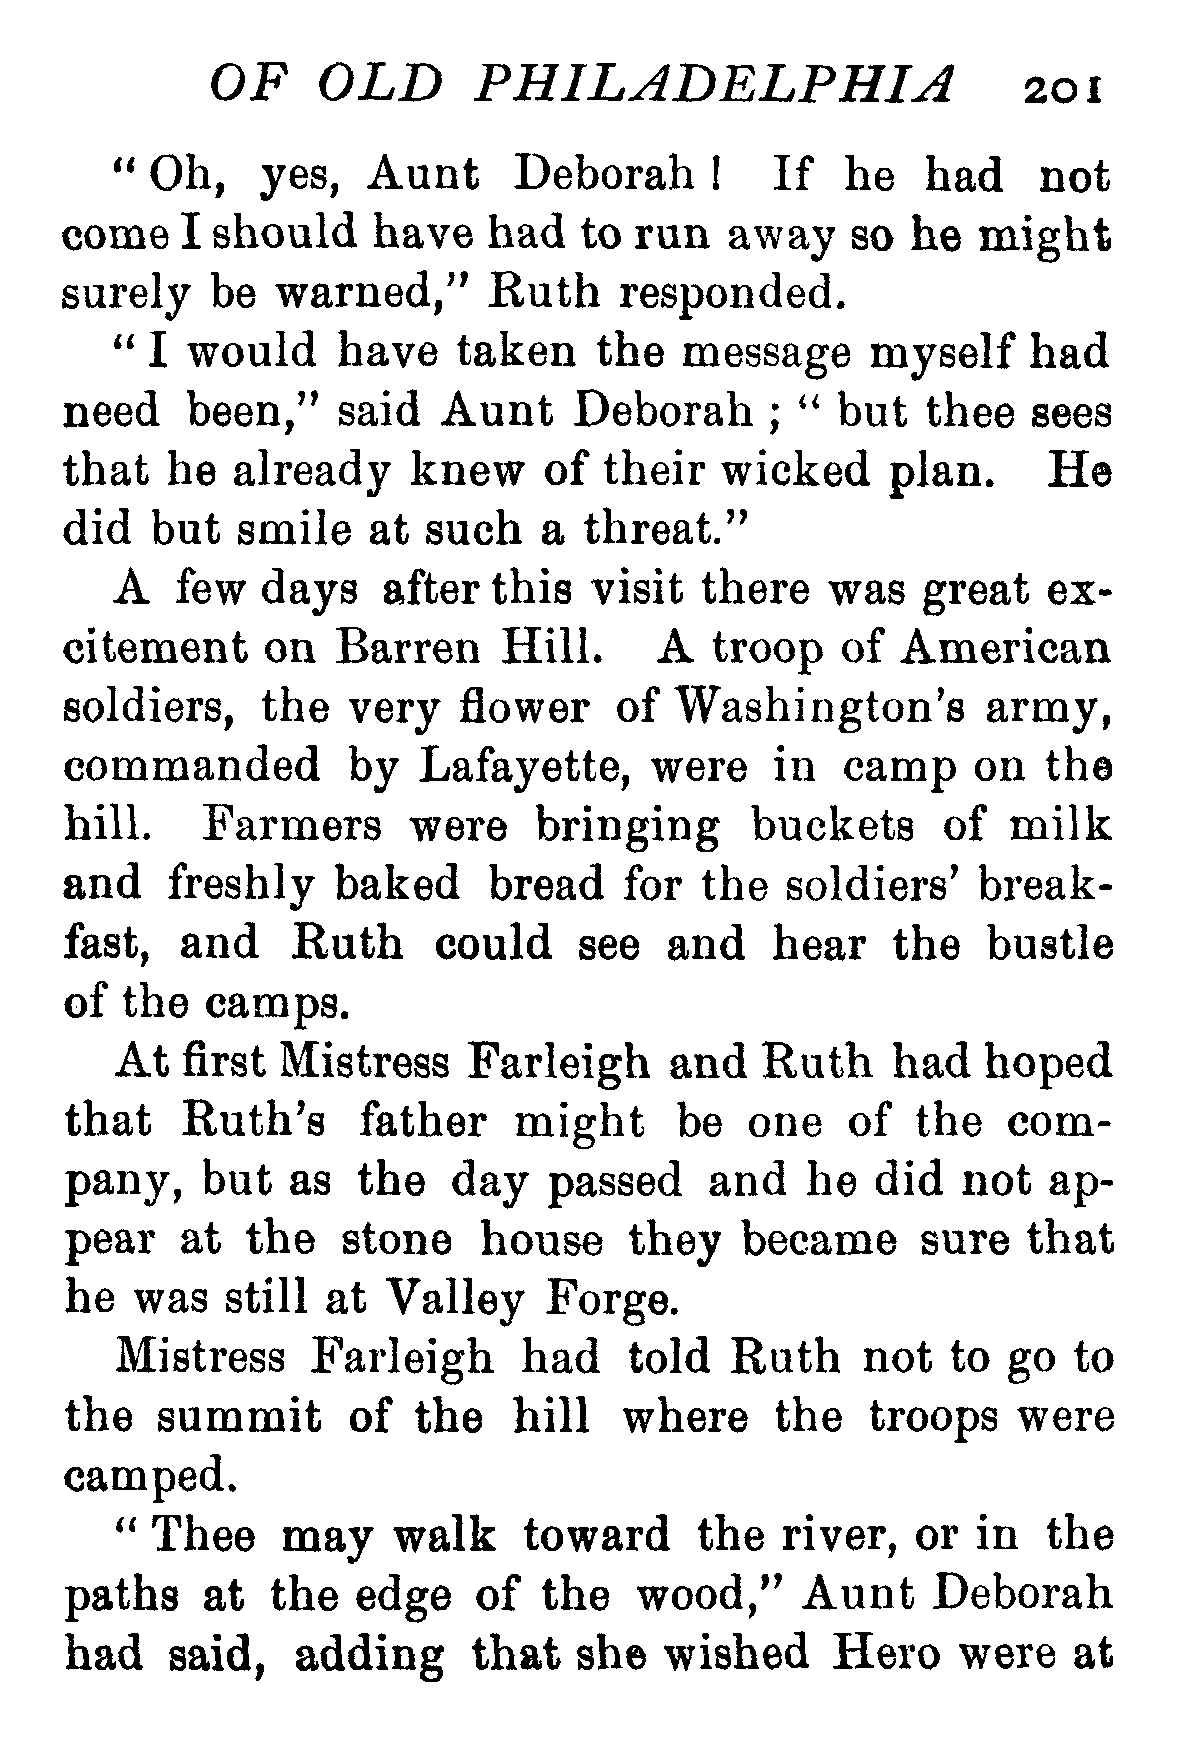 OF OLD PHILADELPHIA 201
“ Oh, yes, Aunt Deborah ! If he had not
come I should have had to run away so he might
surely be warned,” Ruth responded.
“ I would have taken the message myself had
need been,” said Aunt Deborah ; “ but thee sees
that he already knew of their wicked plan. He
did but smile at such a threat.”
A few days after this visit there was great ex-
citement on Barren Hill. A troop of American
soldiers, the very flower of Washington’s army,
commanded by Lafayette, were in camp on the
hill. Farmers were bringing buckets of milk
and freshly baked bread for the soldiers’ break-
fast, and Ruth could see and hear the bustle
of the camps.
At first Mistress Farleigh and Ruth had hoped
that Ruth’s father might be one of the com-
pany, but as the day passed and he did not ap-
pear at the stone house they became sure that
he was still at Valley Forge.
Mistress Farleigh had told Ruth not to go to
the summit of the hill where the troops were
camped.
“ Thee may walk toward the river, or in the
paths at the edge of the wood,” Aunt Deborah
had said, adding that she wished Hero were at